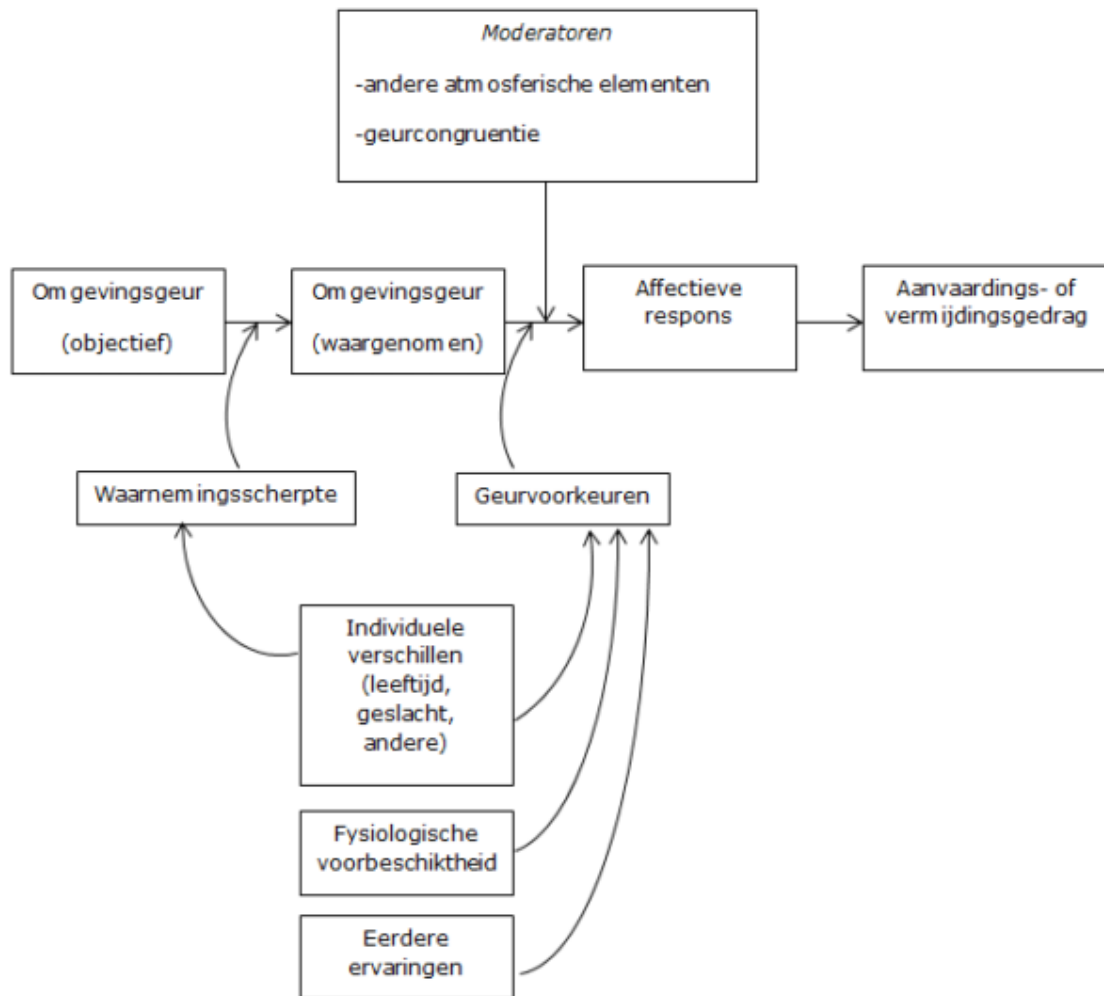 Moderatoren
-andere atmosferische elementen
-geurcongruentie
Omgevingsgeur
(objectief)
Omgevingsgeur
(waargenomen)
Affectieve
respons
Aanvaardings- of
vermijdingsgedrag
Waarnemingsscherpte
Geurvoorkeuren
Individuele
verschillen
(leeftijd,
geslacht,
andere)
Fysiologische
voorbeschiktheid
Eerdere
ervaringen